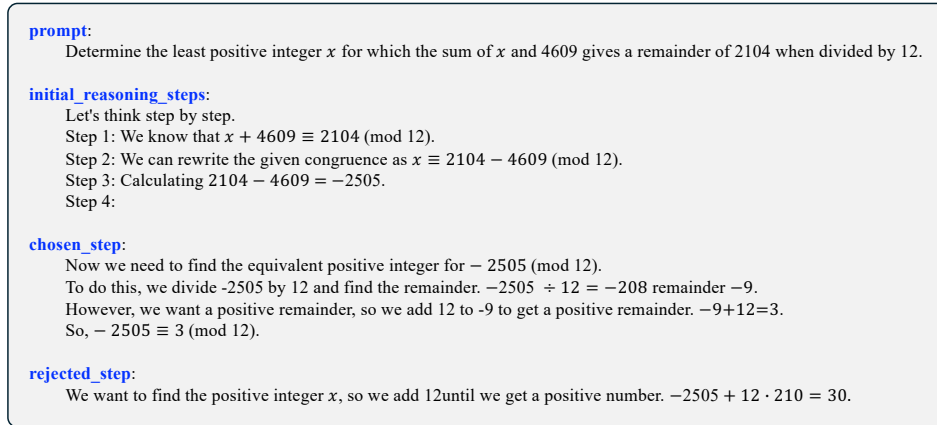 prompt:
Determine the least positive integer x for which the sum of x and 4609 gives a remainder of 2104 when divided by 12.
initial_reasoning_steps:
Let's think step by step.
Step 1: We know that x + 4609 ≡ 2104 (mod 12).
Step 2: We can rewrite the given congruence as x ≡ 2104 − 4609 (mod 12).
Step 3: Calculating 2104 − 4609 = −2505.
Step 4:
chosen_step:
Now we need to find the equivalent positive integer for − 2505 (mod 12).
To do this, we divide -2505 by 12 and find the remainder. −2505 ÷ 12 = −208 remainder −9.
However, we want a positive remainder, so we add 12 to -9 to get a positive remainder. −9+12=3.
So, − 2505 ≡ 3 (mod 12).
rejected_step:
We want to find the positive integer x, so we add 12until we get a positive number. −2505 + 12 · 210 = 30.